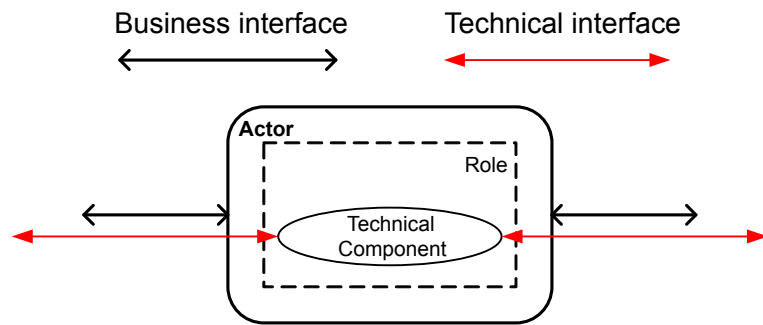 Business interface
Technical interface
Actor
Role
Technical
Component